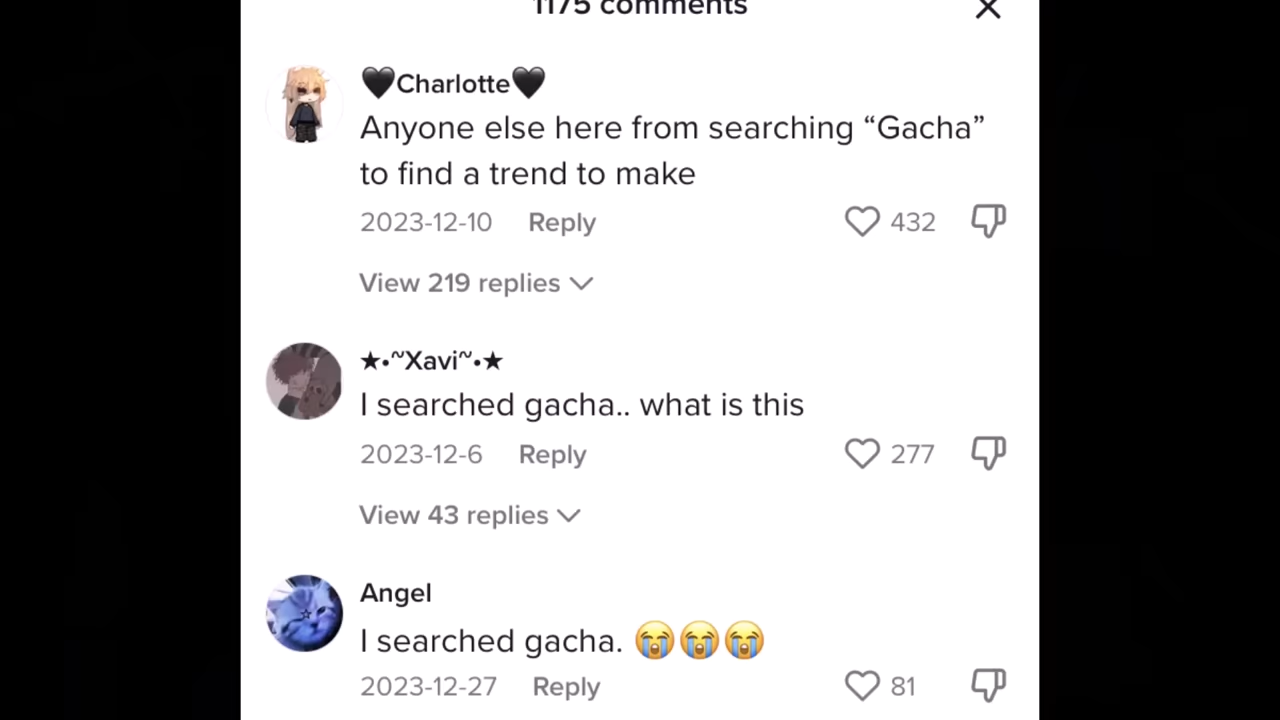 1175 comments
🖤Charlotte🖤
Anyone else here from searching “Gacha”
to find a trend to make
2023-12-10 Reply 432
View 219 replies
★•~Xavi~•★
I searched gacha.. what is this
2023-12-6 Reply 277
View 43 replies
Angel
I searched gacha. 😭😭😭
2023-12-27 Reply 81